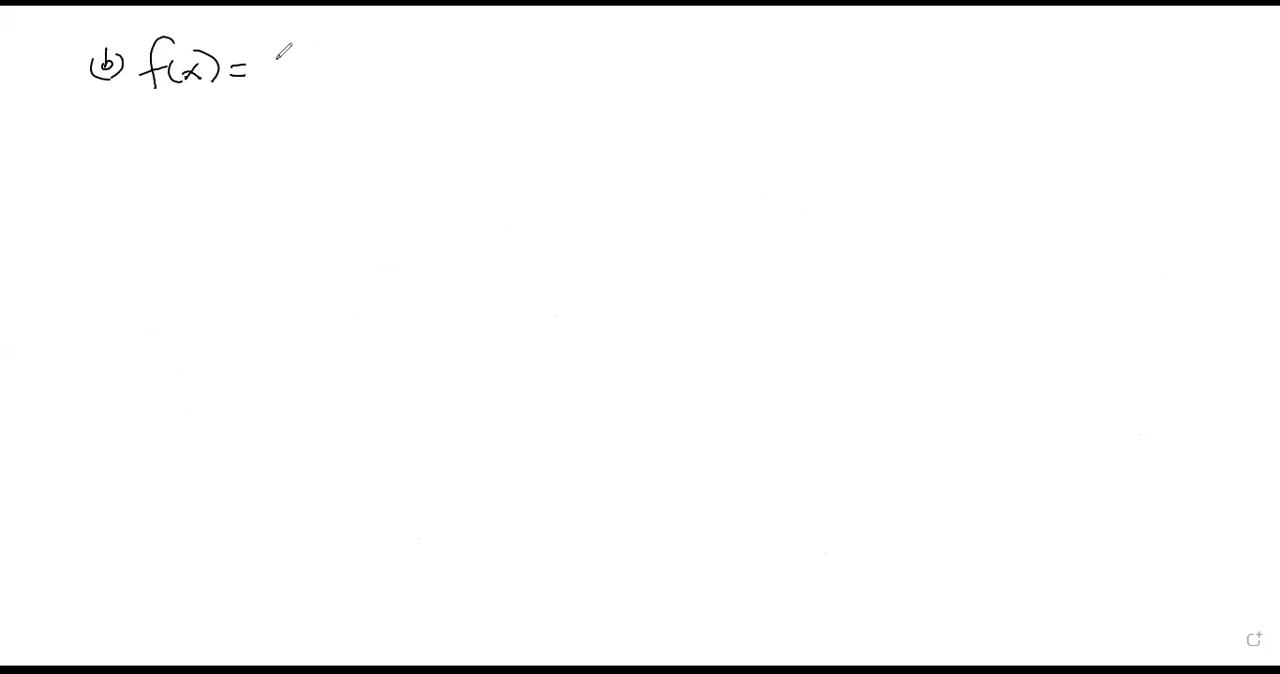 (b) f(x) =